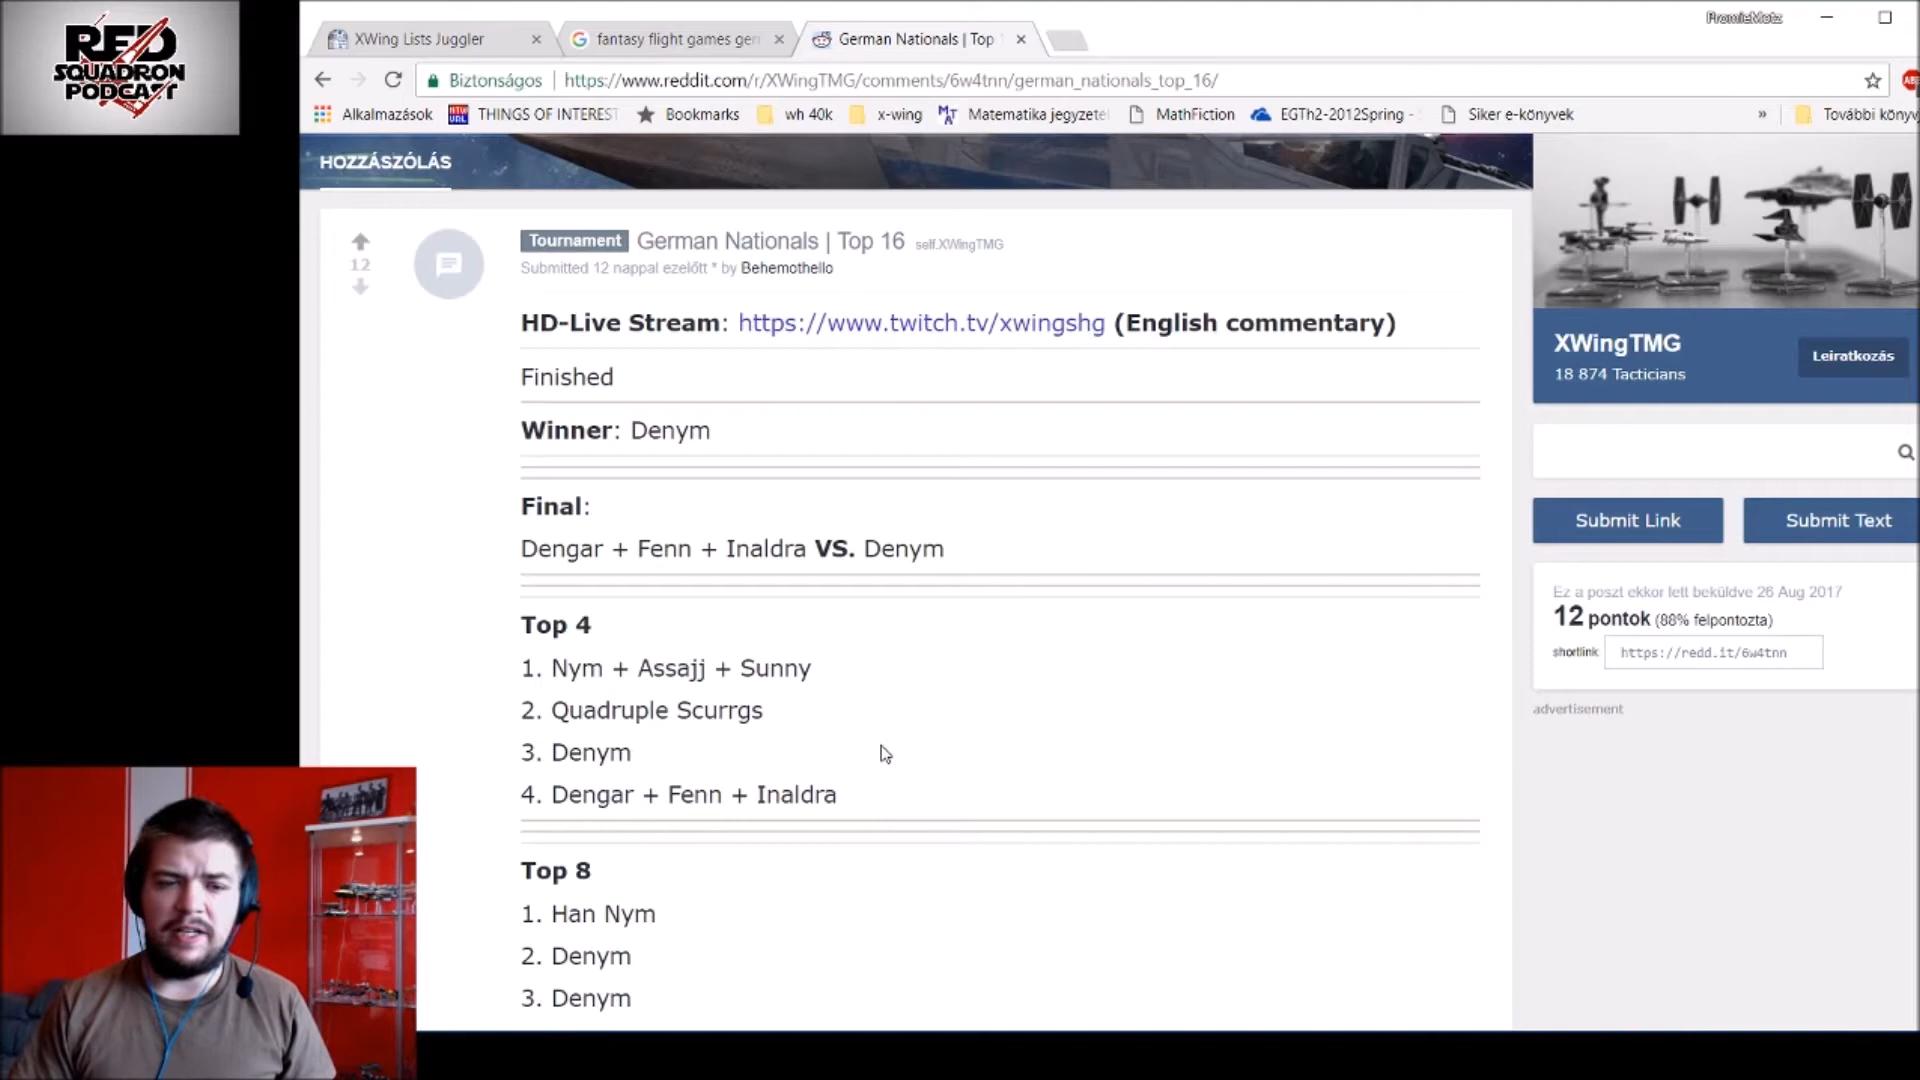 RED
SQUADRON
PODCAST
PromieMotz
XWing Lists Juggler
fantasy flight games ger
German Nationals | Top
Biztonságos
https://www.reddit.com/r/XWingTMG/comments/6w4tnn/german_nationals_top_16/
Alkalmazások
THINGS OF INTEREST
Bookmarks
wh 40k
x-wing
Matematika jegyzete
MathFiction
EGTh2-2012Spring -
Siker e-könyvek
»
További könyv
HOZZÁSZÓLÁS
12
Tournament German Nationals | Top 16 self.XWingTMG
Submitted 12 nappal ezelőtt * by Behemothello
HD-Live Stream: https://www.twitch.tv/xwingshg (English commentary)
Finished
Winner: Denym
Final:
Dengar + Fenn + Inaldra VS. Denym
Top 4
1. Nym + Assajj + Sunny
2. Quadruple Scurrgs
3. Denym
4. Dengar + Fenn + Inaldra
Top 8
1. Han Nym
2. Denym
3. Denym
XWingTMG
Leiratkozás
18 874 Tacticians
Submit Link
Submit Text
Ez a poszt ekkor lett beküldve 26 Aug 2017
12 pontok (88% felpontozta)
shortlink https://redd.it/6w4tnn
advertisement